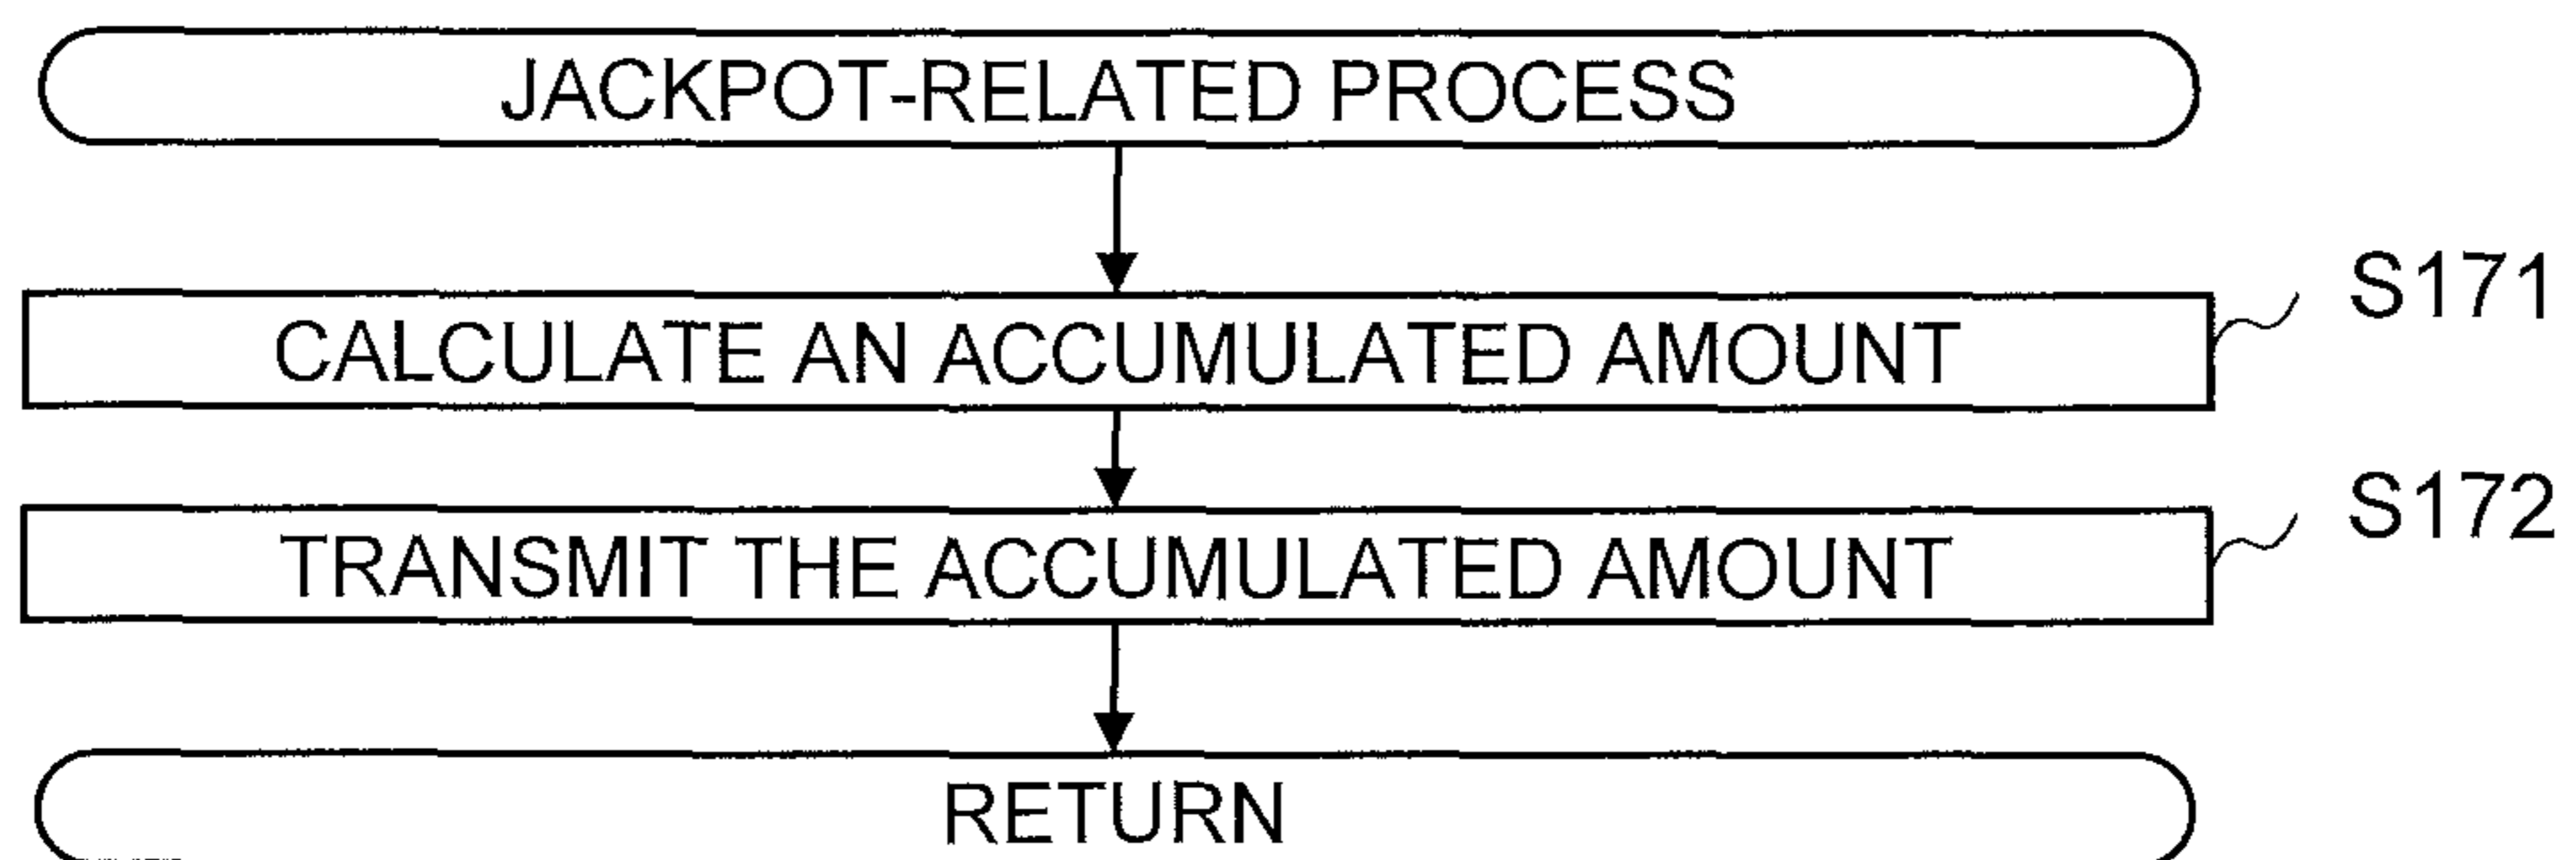 JACKPOT-RELATED PROCESS
S171
CALCULATE AN ACCUMULATED AMOUNT
S172
TRANSMIT THE ACCUMULATED AMOUNT
RETURN